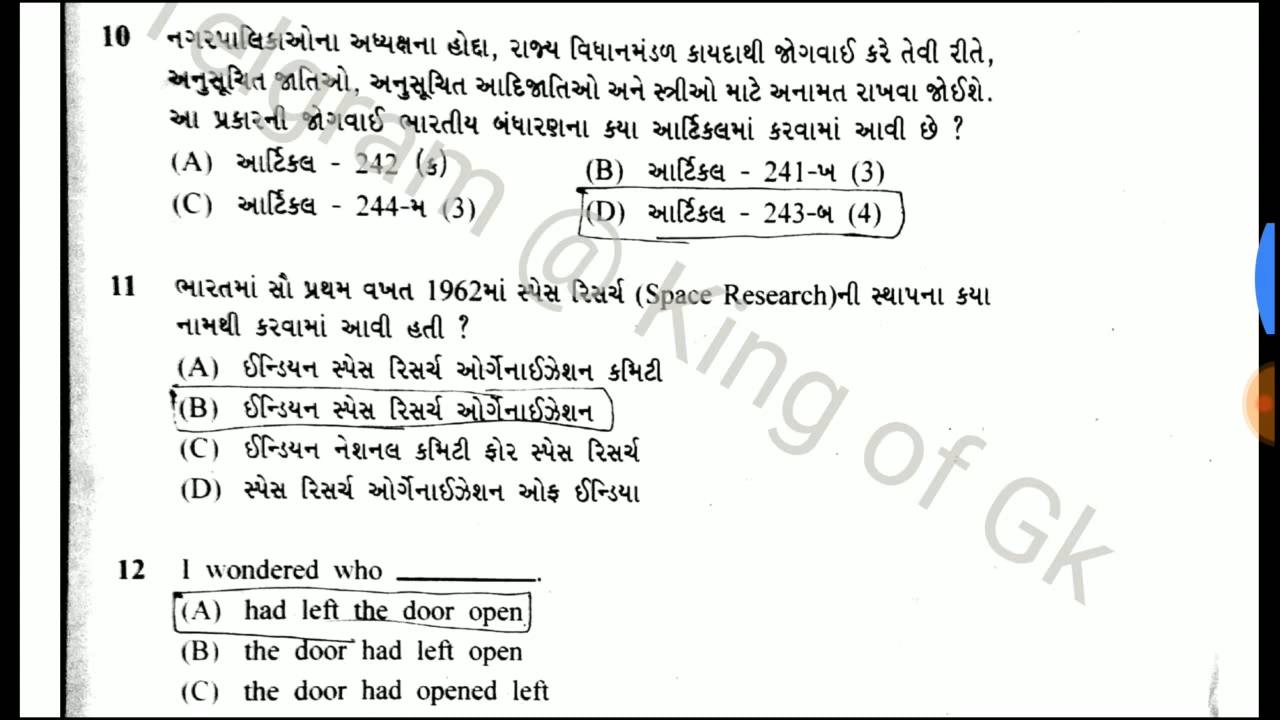 10 નગરપાલિકાઓના અધ્યક્ષના હોદ્દા, રાજ્ય વિધાનમંડળ કાયદાથી જોગવાઈ કરે તેવી રીતે,
અનુસૂચિત જાતિઓ, અનુસૂચિત આદિજાતિઓ અને સ્ત્રીઓ માટે અનામત રાખવા જોઈશે.
આ પ્રકારની જોગવાઈ ભારતીય બંધારણના કયા આર્ટિકલમાં કરવામાં આવી છે ?
(A) આર્ટિકલ - 242 (ક) (B) આર્ટિકલ - 241-ખ (3)
(C) આર્ટિકલ - 244-મ (3) (D) આર્ટિકલ - 243-બ (4)
11 ભારતમાં સૌ પ્રથમ વખત 1962માં સ્પેસ રિસર્ચ (Space Research)ની સ્થાપના કયા
નામથી કરવામાં આવી હતી ?
(A) ઈન્ડિયન સ્પેસ રિસર્ચ ઓર્ગેનાઈઝેશન કમિટી
(B) ઈન્ડિયન સ્પેસ રિસર્ચ ઓર્ગેનાઈઝેશન
(C) ઈન્ડિયન નેશનલ કમિટી ફોર સ્પેસ રિસર્ચ
(D) સ્પેસ રિસર્ચ ઓર્ગેનાઈઝેશન ઓફ ઈન્ડિયા
12 I wondered who __________.
(A) had left the door open
(B) the door had left open
(C) the door had opened left
elgram @ King of Gk